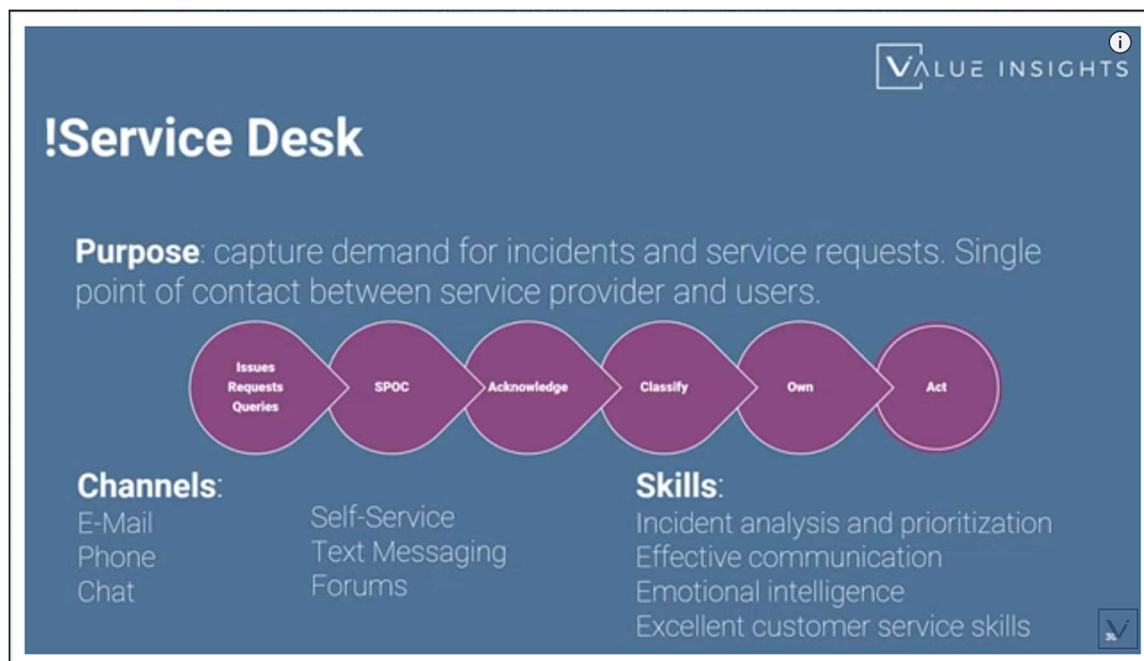 VALUE INSIGHTS
!Service Desk
Purpose: capture demand for incidents and service requests. Single
point of contact between service provider and users.
Issues
Requests
Queries
SPOC
Acknowledge
Classify
Own
Act
Channels:
E-Mail
Phone
Chat
Self-Service
Text Messaging
Forums
Skills:
Incident analysis and prioritization
Effective communication
Emotional intelligence
Excellent customer service skills